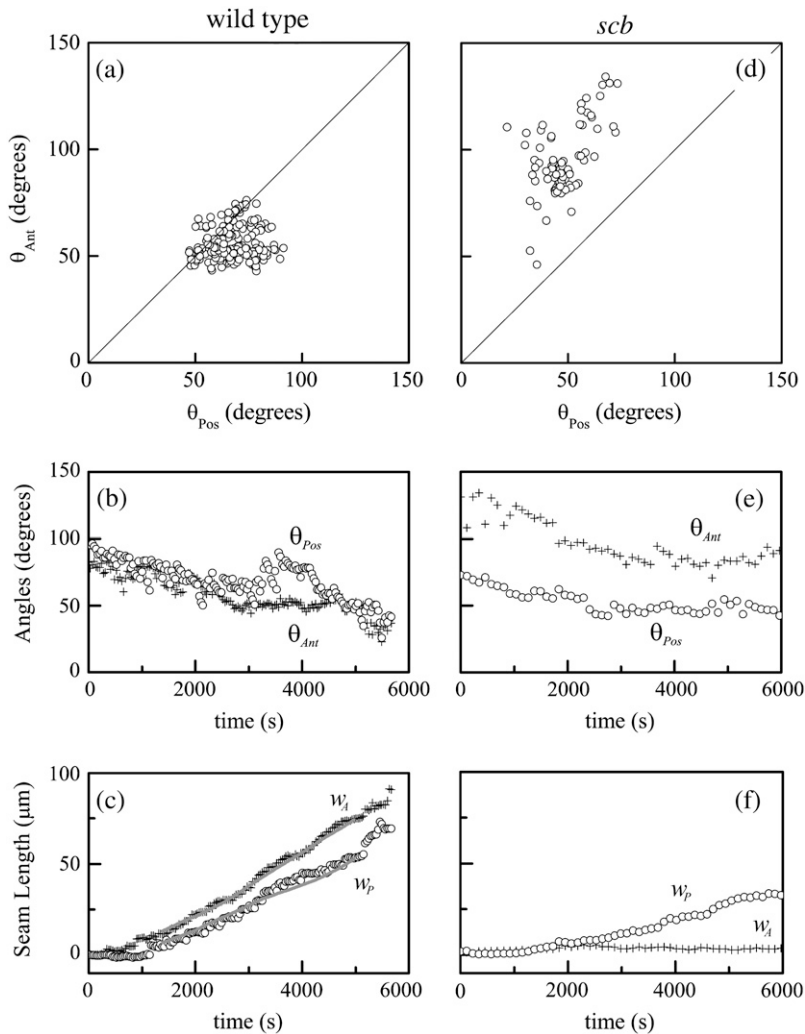 wild type
scb
150
100
50
0
(a)
θAnt (degrees)
0
50
100
150
θPos (degrees)
150
100
50
0
(d)
0
50
100
150
θPos (degrees)
150
100
50
0
Angles (degrees)
(b)
θPos
θAnt
0
2000
4000
6000
time (s)
(e)
θAnt
θPos
0
2000
4000
6000
time (s)
100
50
0
Seam Length (μm)
(c)
wA
wP
0
2000
4000
6000
time (s)
(f)
wP
wA
0
2000
4000
6000
time (s)